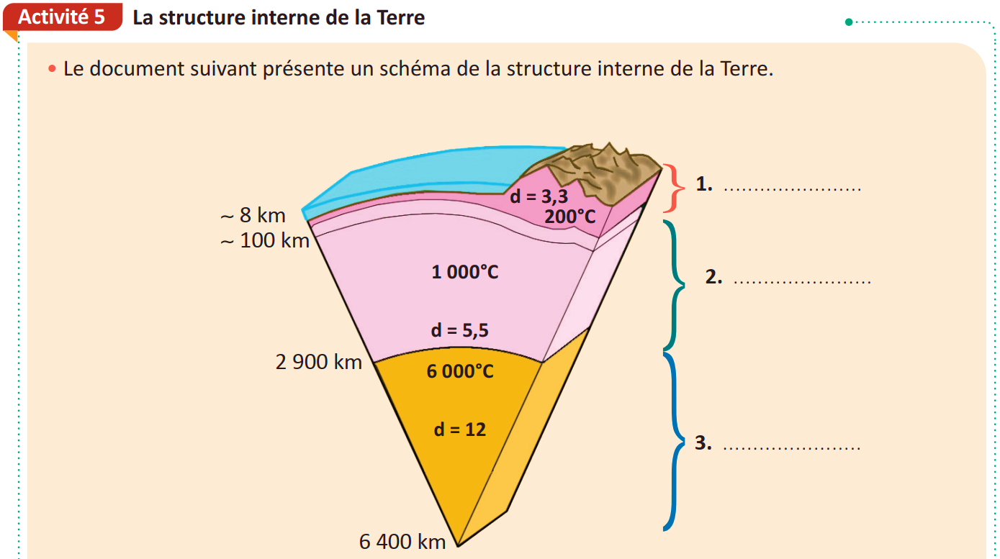 Activité 5 La structure interne de la Terre
• Le document suivant présente un schéma de la structure interne de la Terre.
1. .......................
d = 3,3
200°C
~ 8 km
~ 100 km
1 000°C
2. .......................
d = 5,5
2 900 km
6 000°C
d = 12
3. .......................
6 400 km